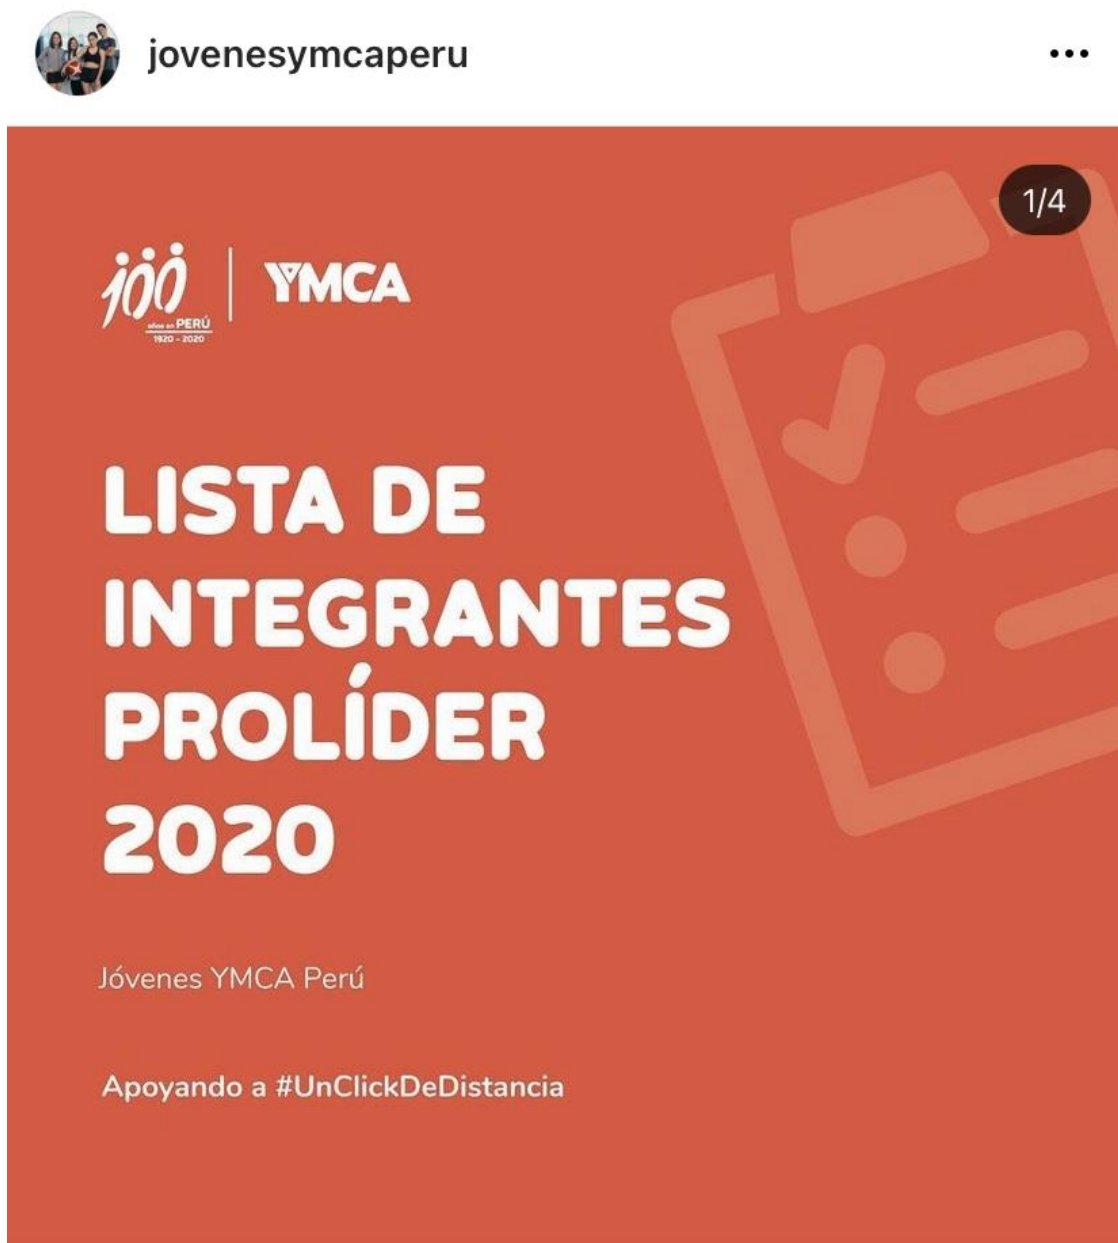 jovenesymcaperu
1/4
100
años en PERÚ
1920 - 2020
YMCA
LISTA DE
INTEGRANTES
PROLÍDER
2020
Jóvenes YMCA Perú
Apoyando a #UnClickDeDistancia